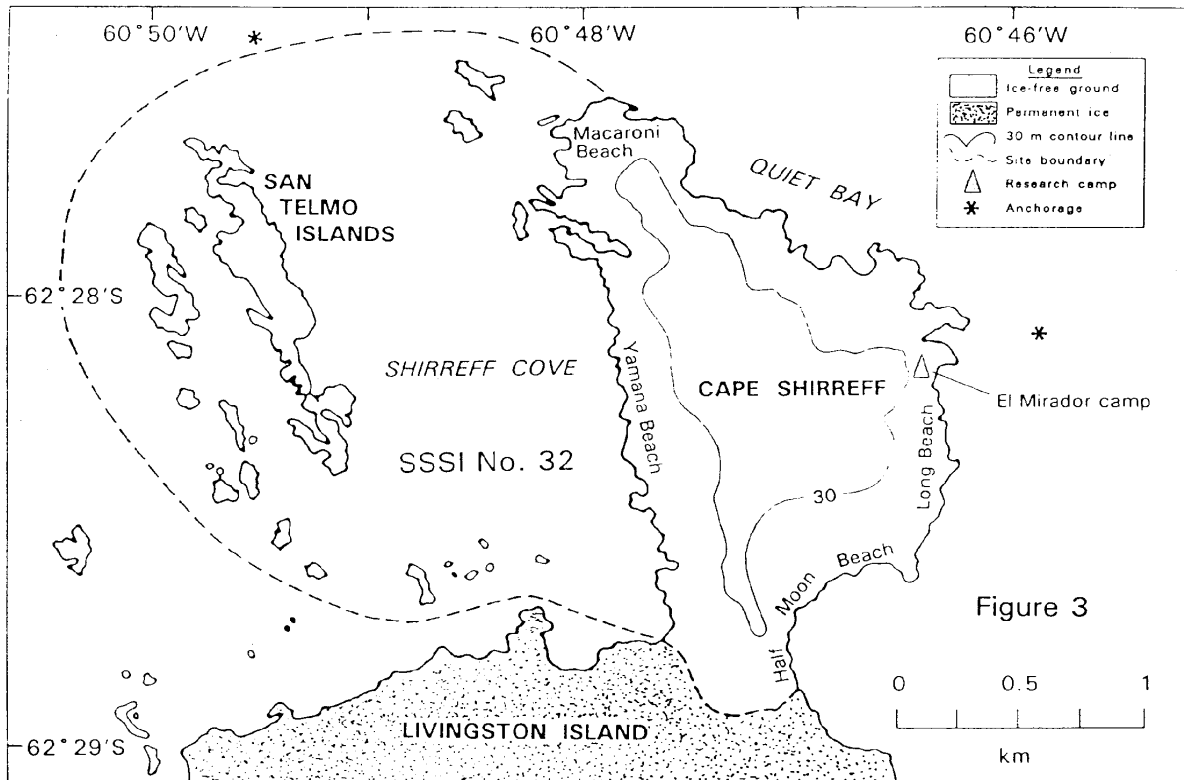 60°50'W
60°48'W
60°46'W
Legend
Ice-free ground
Permanent ice
30 m contour line
Site boundary
Research camp
Anchorage
Macaroni
Beach
QUIET BAY
SAN
TELMO
ISLANDS
62°28'S
SHIRREFF COVE
Yamana Beach
CAPE SHIRREFF
El Mirador camp
Long Beach
SSSI No. 32
30
Half Moon Beach
Figure 3
0 0.5 1
km
LIVINGSTON ISLAND
62°29'S